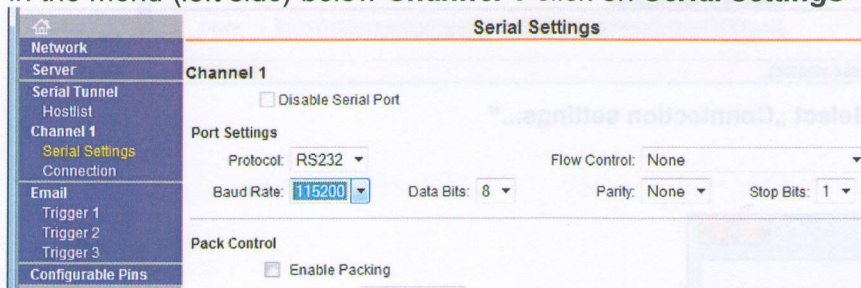 In the menu (left side) below Channel 1 click on Serial Settings
Serial Settings
Network
Server
Serial Tunnel
Hostlist
Channel 1
Serial Settings
Connection
Email
Trigger 1
Trigger 2
Trigger 3
Configurable Pins
Channel 1
Disable Serial Port
Port Settings
Protocol: RS232
Flow Control: None
Baud Rate: 115200 Data Bits: 8 Parity: None Stop Bits: 1
Pack Control
Enable Packing
Select „Connection settings..."